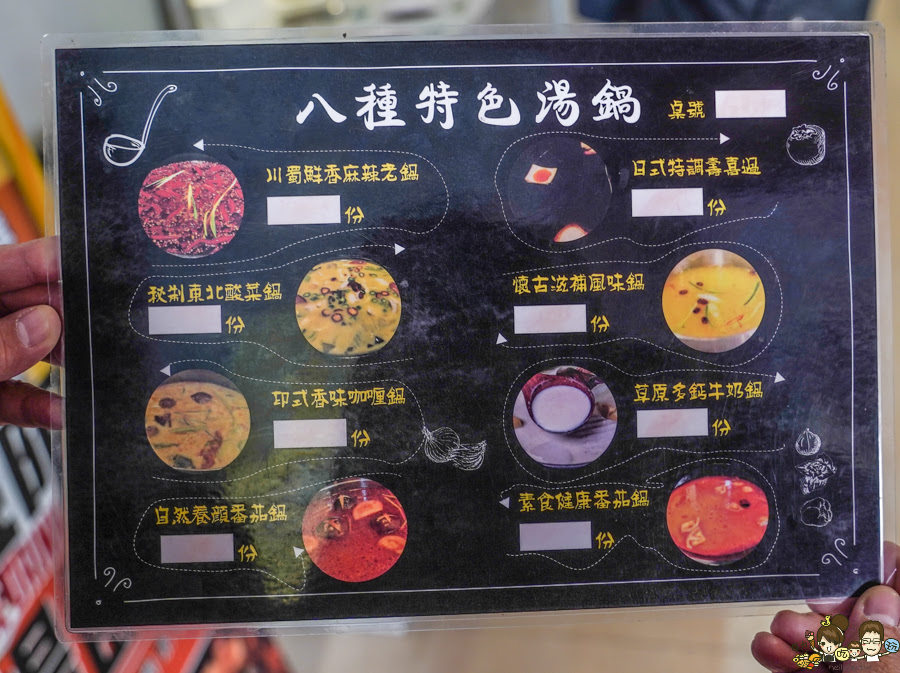 八種特色湯鍋
桌號
川蜀鮮香麻辣老鍋
份
日式特調壽喜過
份
秘制東北酸菜鍋
份
懷古滋補風味鍋
份
印式香味咖喱鍋
份
草原多鈣牛奶鍋
份
自然養顏番茄鍋
份
素食健康番茄鍋
份